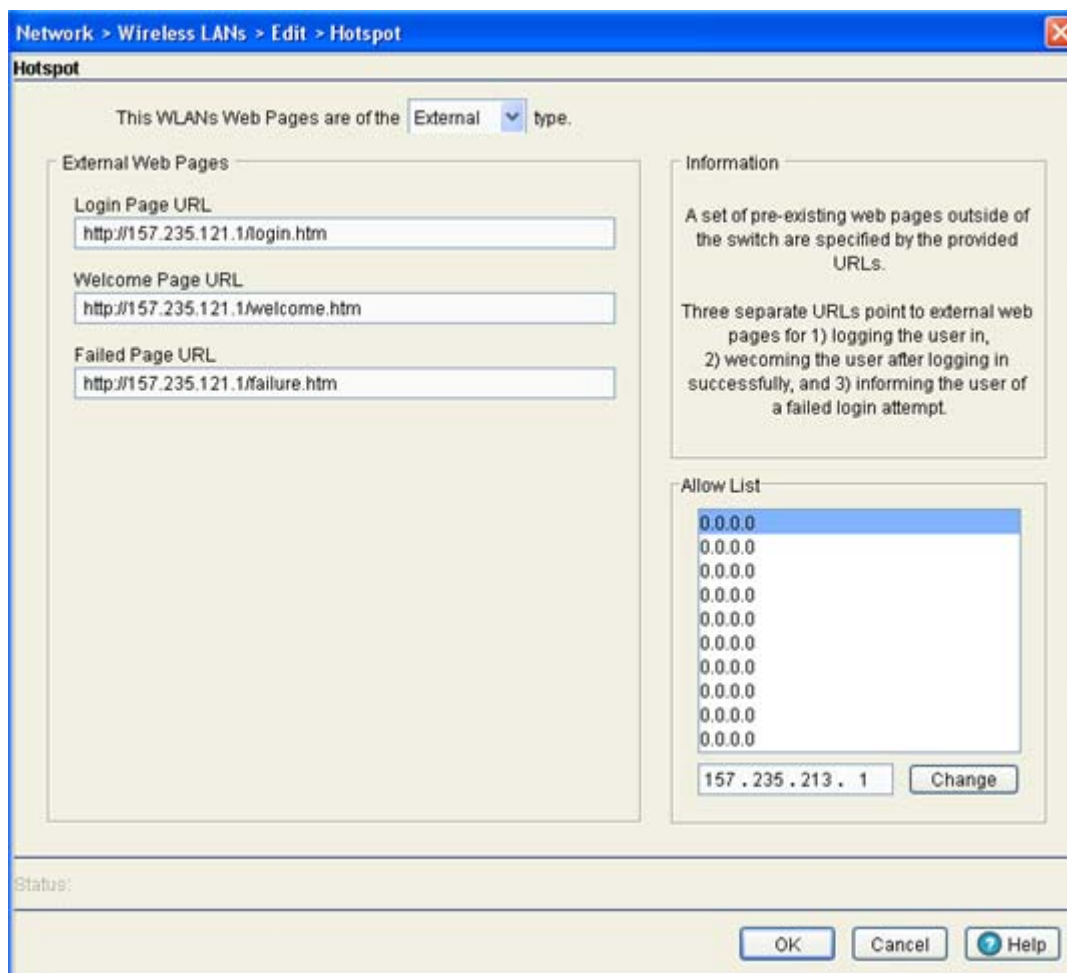 Network > Wireless LANs > Edit > Hotspot
Hotspot
This WLANs Web Pages are of the External type.
External Web Pages
Login Page URL
http://157.235.121.1/login.htm
Welcome Page URL
http://157.235.121.1/welcome.htm
Failed Page URL
http://157.235.121.1/failure.htm
Information
A set of pre-existing web pages outside of
the switch are specified by the provided
URLs.
Three separate URLs point to external web
pages for 1) logging the user in,
2) wecoming the user after logging in
successfully, and 3) informing the user of
a failed login attempt.
Allow List
0.0.0.0
0.0.0.0
0.0.0.0
0.0.0.0
0.0.0.0
0.0.0.0
0.0.0.0
0.0.0.0
0.0.0.0
0.0.0.0
157 . 235 . 213 . 1 Change
Status:
OK Cancel ? Help